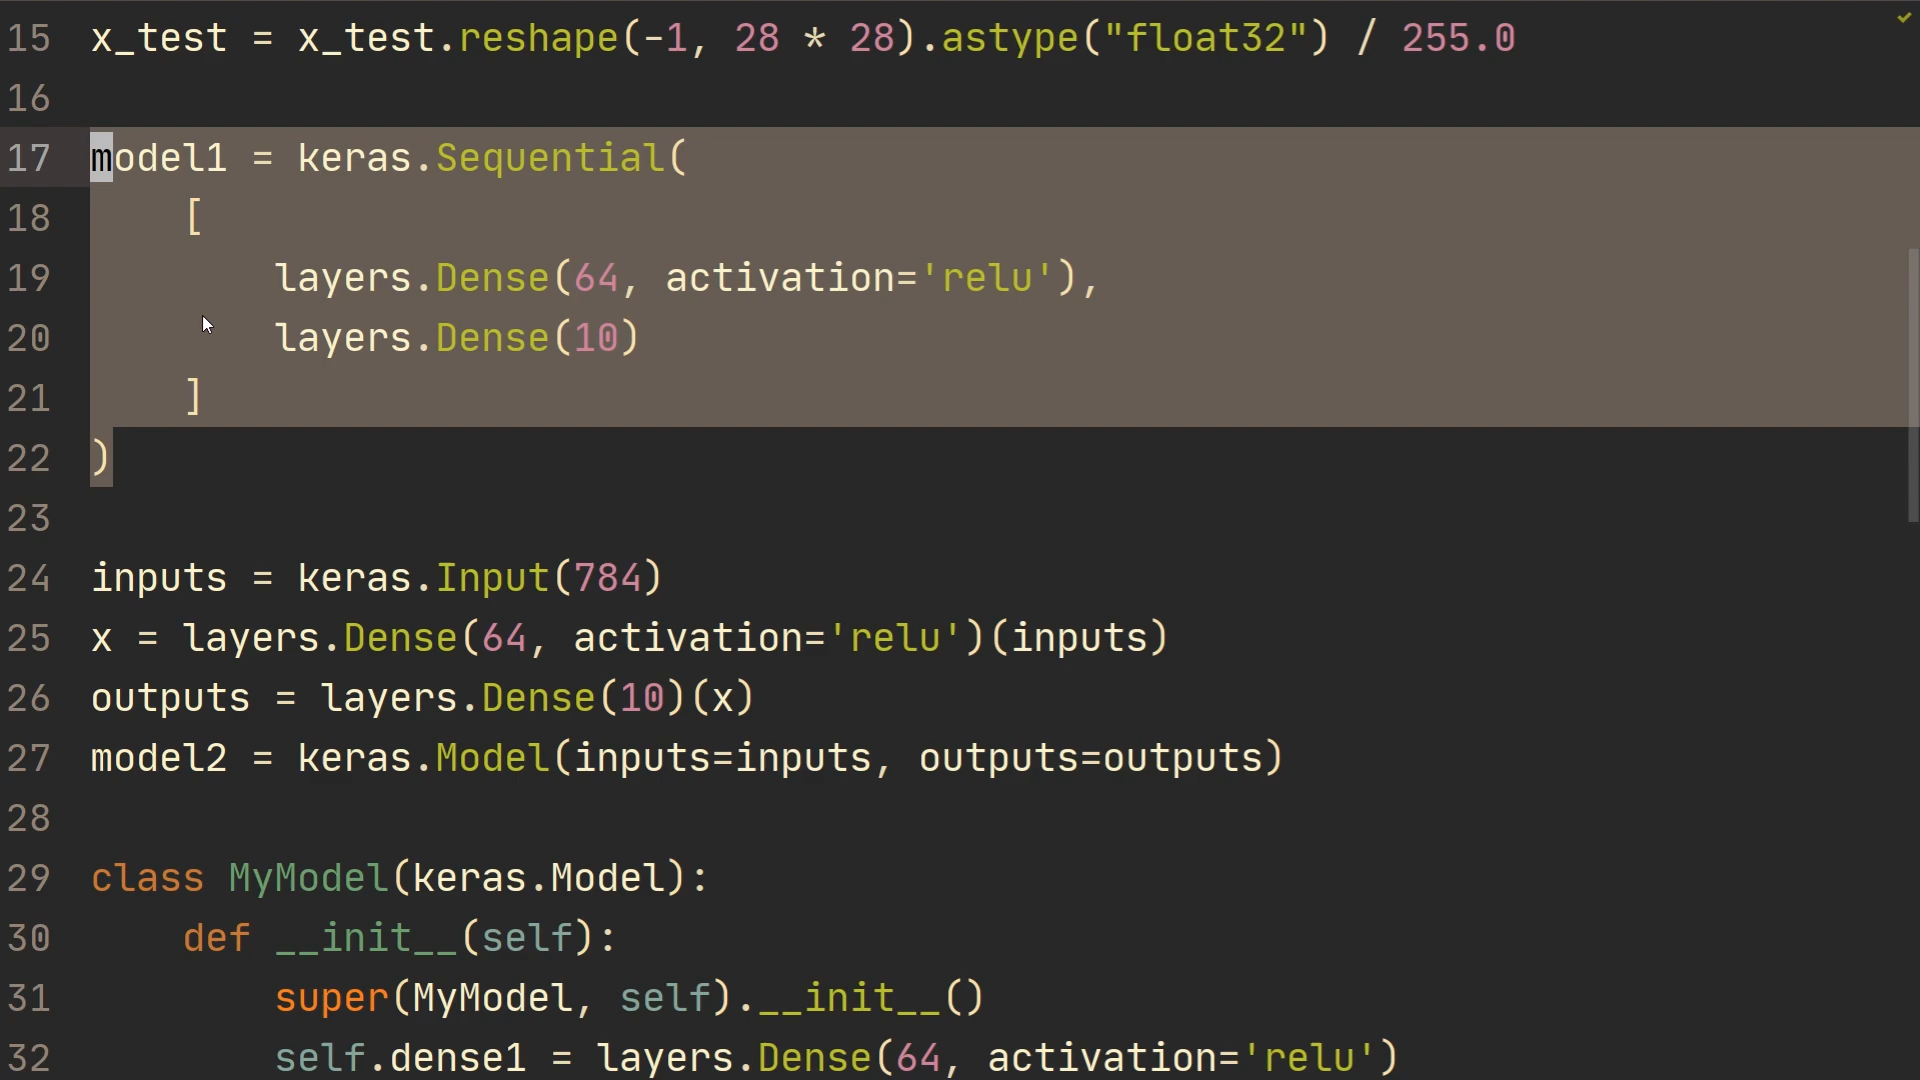 15 x_test = x_test.reshape(-1, 28 * 28).astype("float32") / 255.0
16
17 model1 = keras.Sequential(
18     [
19         layers.Dense(64, activation='relu'),
20         layers.Dense(10)
21     ]
22 )
23
24 inputs = keras.Input(784)
25 x = layers.Dense(64, activation='relu')(inputs)
26 outputs = layers.Dense(10)(x)
27 model2 = keras.Model(inputs=inputs, outputs=outputs)
28
29 class MyModel(keras.Model):
30     def __init__(self):
31         super(MyModel, self).__init__()
32         self.dense1 = layers.Dense(64, activation='relu')